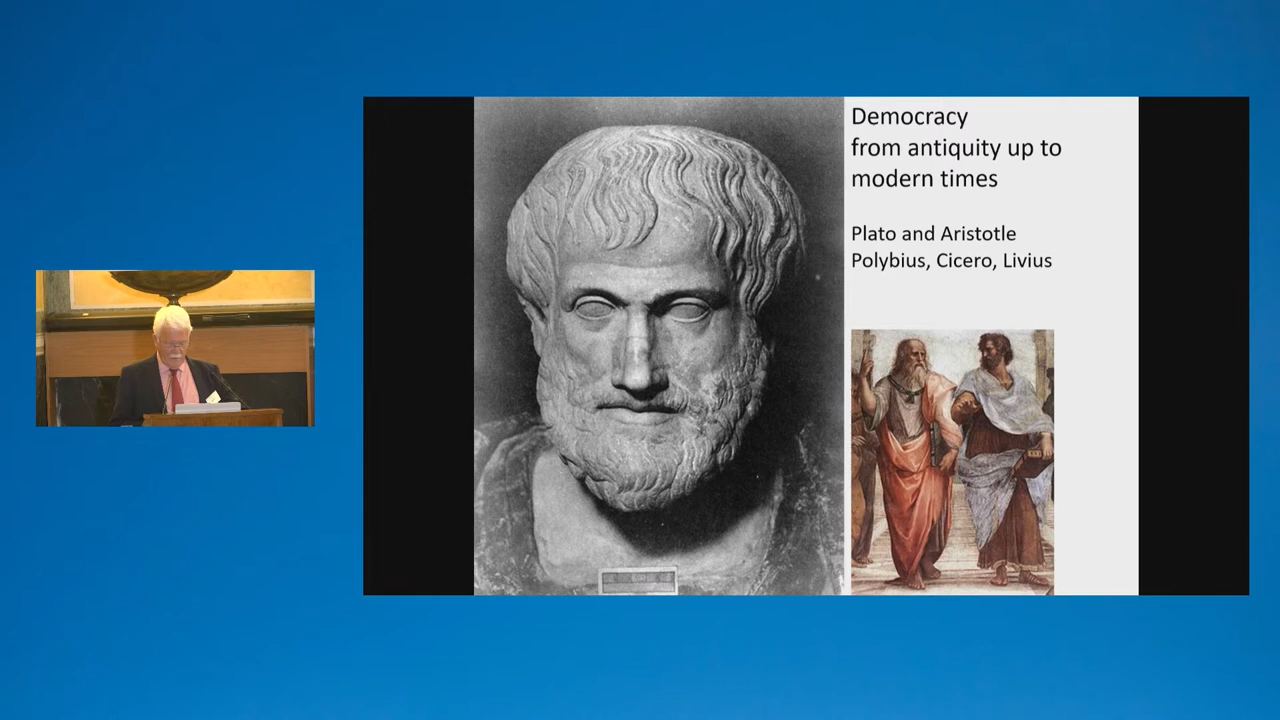 Democracy
from antiquity up to
modern times
Plato and Aristotle
Polybius, Cicero, Livius